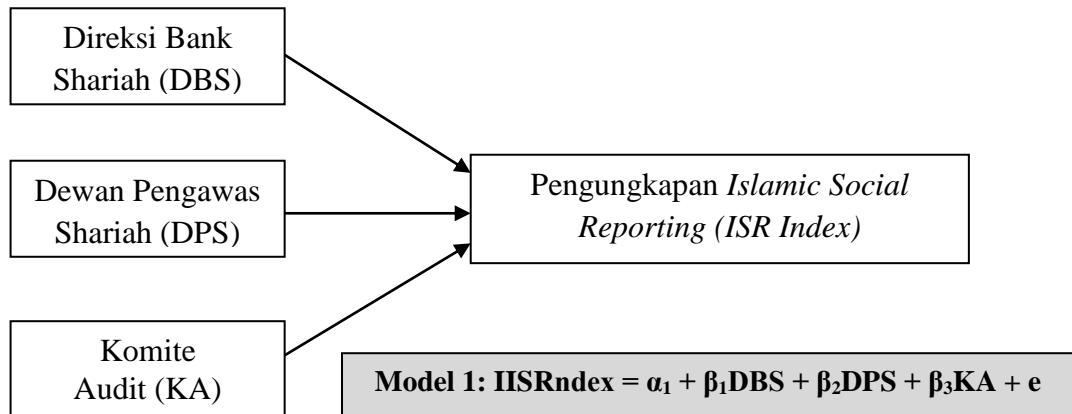 Direksi Bank
Shariah (DBS)
Dewan Pengawas
Shariah (DPS)
Komite
Audit (KA)
Pengungkapan Islamic Social
Reporting (ISR Index)
Model 1: IISRndex = α₁ + β₁DBS + β₂DPS + β₃KA + e